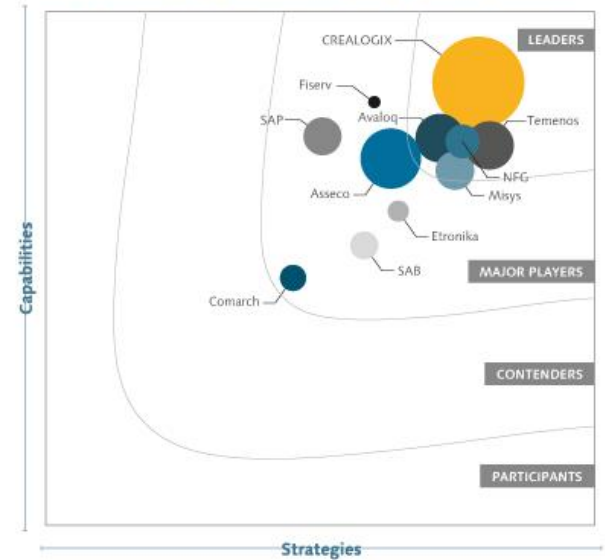 LEADERS
CREALOGIX
Fiserv
SAP
Avaloq
Temenos
NFG
Asseco
Misys
Etronika
SAB
MAJOR PLAYERS
Comarch
CONTENDERS
PARTICIPANTS
Capabilities
Strategies